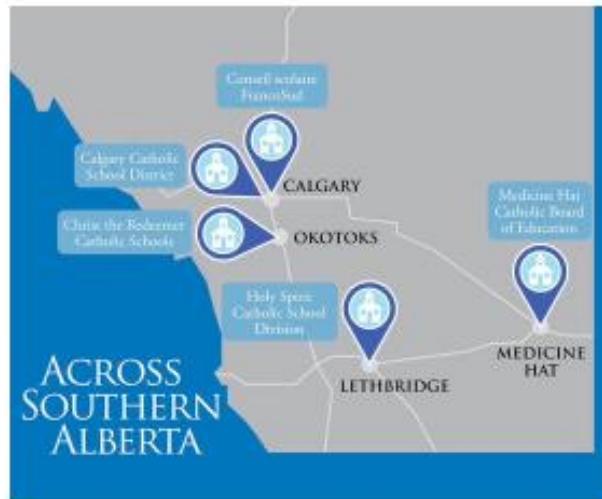 Conseil scolaire
FrancoSud
Calgary Catholic
School District
CALGARY
Christ the Redeemer
Catholic Schools
OKOTOKS
Medicine Hat
Catholic Board
of Education
Holy Spirit
Catholic School
Division
LETHBRIDGE
MEDICINE
HAT
ACROSS
SOUTHERN
ALBERTA